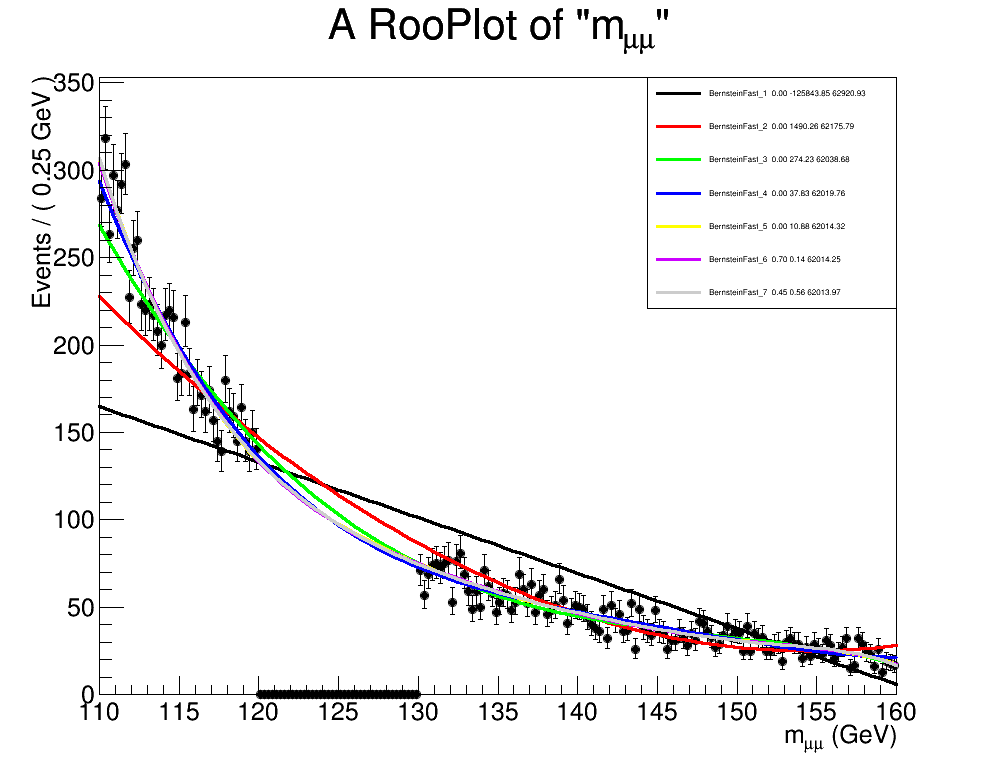 A RooPlot of "mμμ"
Events / ( 0.25 GeV )
350
300
250
200
150
100
50
0
110 115 120 125 130 135 140 145 150 155 160
mμμ (GeV)
BernsteinFast_1 0.00 -125843.85 62920.93
BernsteinFast_2 0.00 1490.26 62175.79
BernsteinFast_3 0.00 274.23 62038.68
BernsteinFast_4 0.00 37.83 62019.76
BernsteinFast_5 0.00 10.88 62014.32
BernsteinFast_6 0.70 0.14 62014.25
BernsteinFast_7 0.45 0.56 62013.97